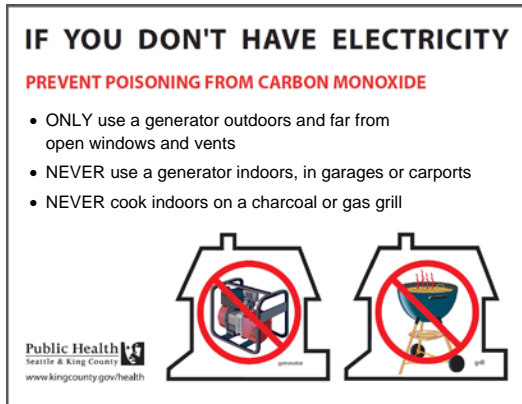 IF YOU DON'T HAVE ELECTRICITY
PREVENT POISONING FROM CARBON MONOXIDE
• ONLY use a generator outdoors and far from
open windows and vents
• NEVER use a generator indoors, in garages or carports
• NEVER cook indoors on a charcoal or gas grill
generator
grill
Public Health
Seattle & King County
www.kingcounty.gov/health